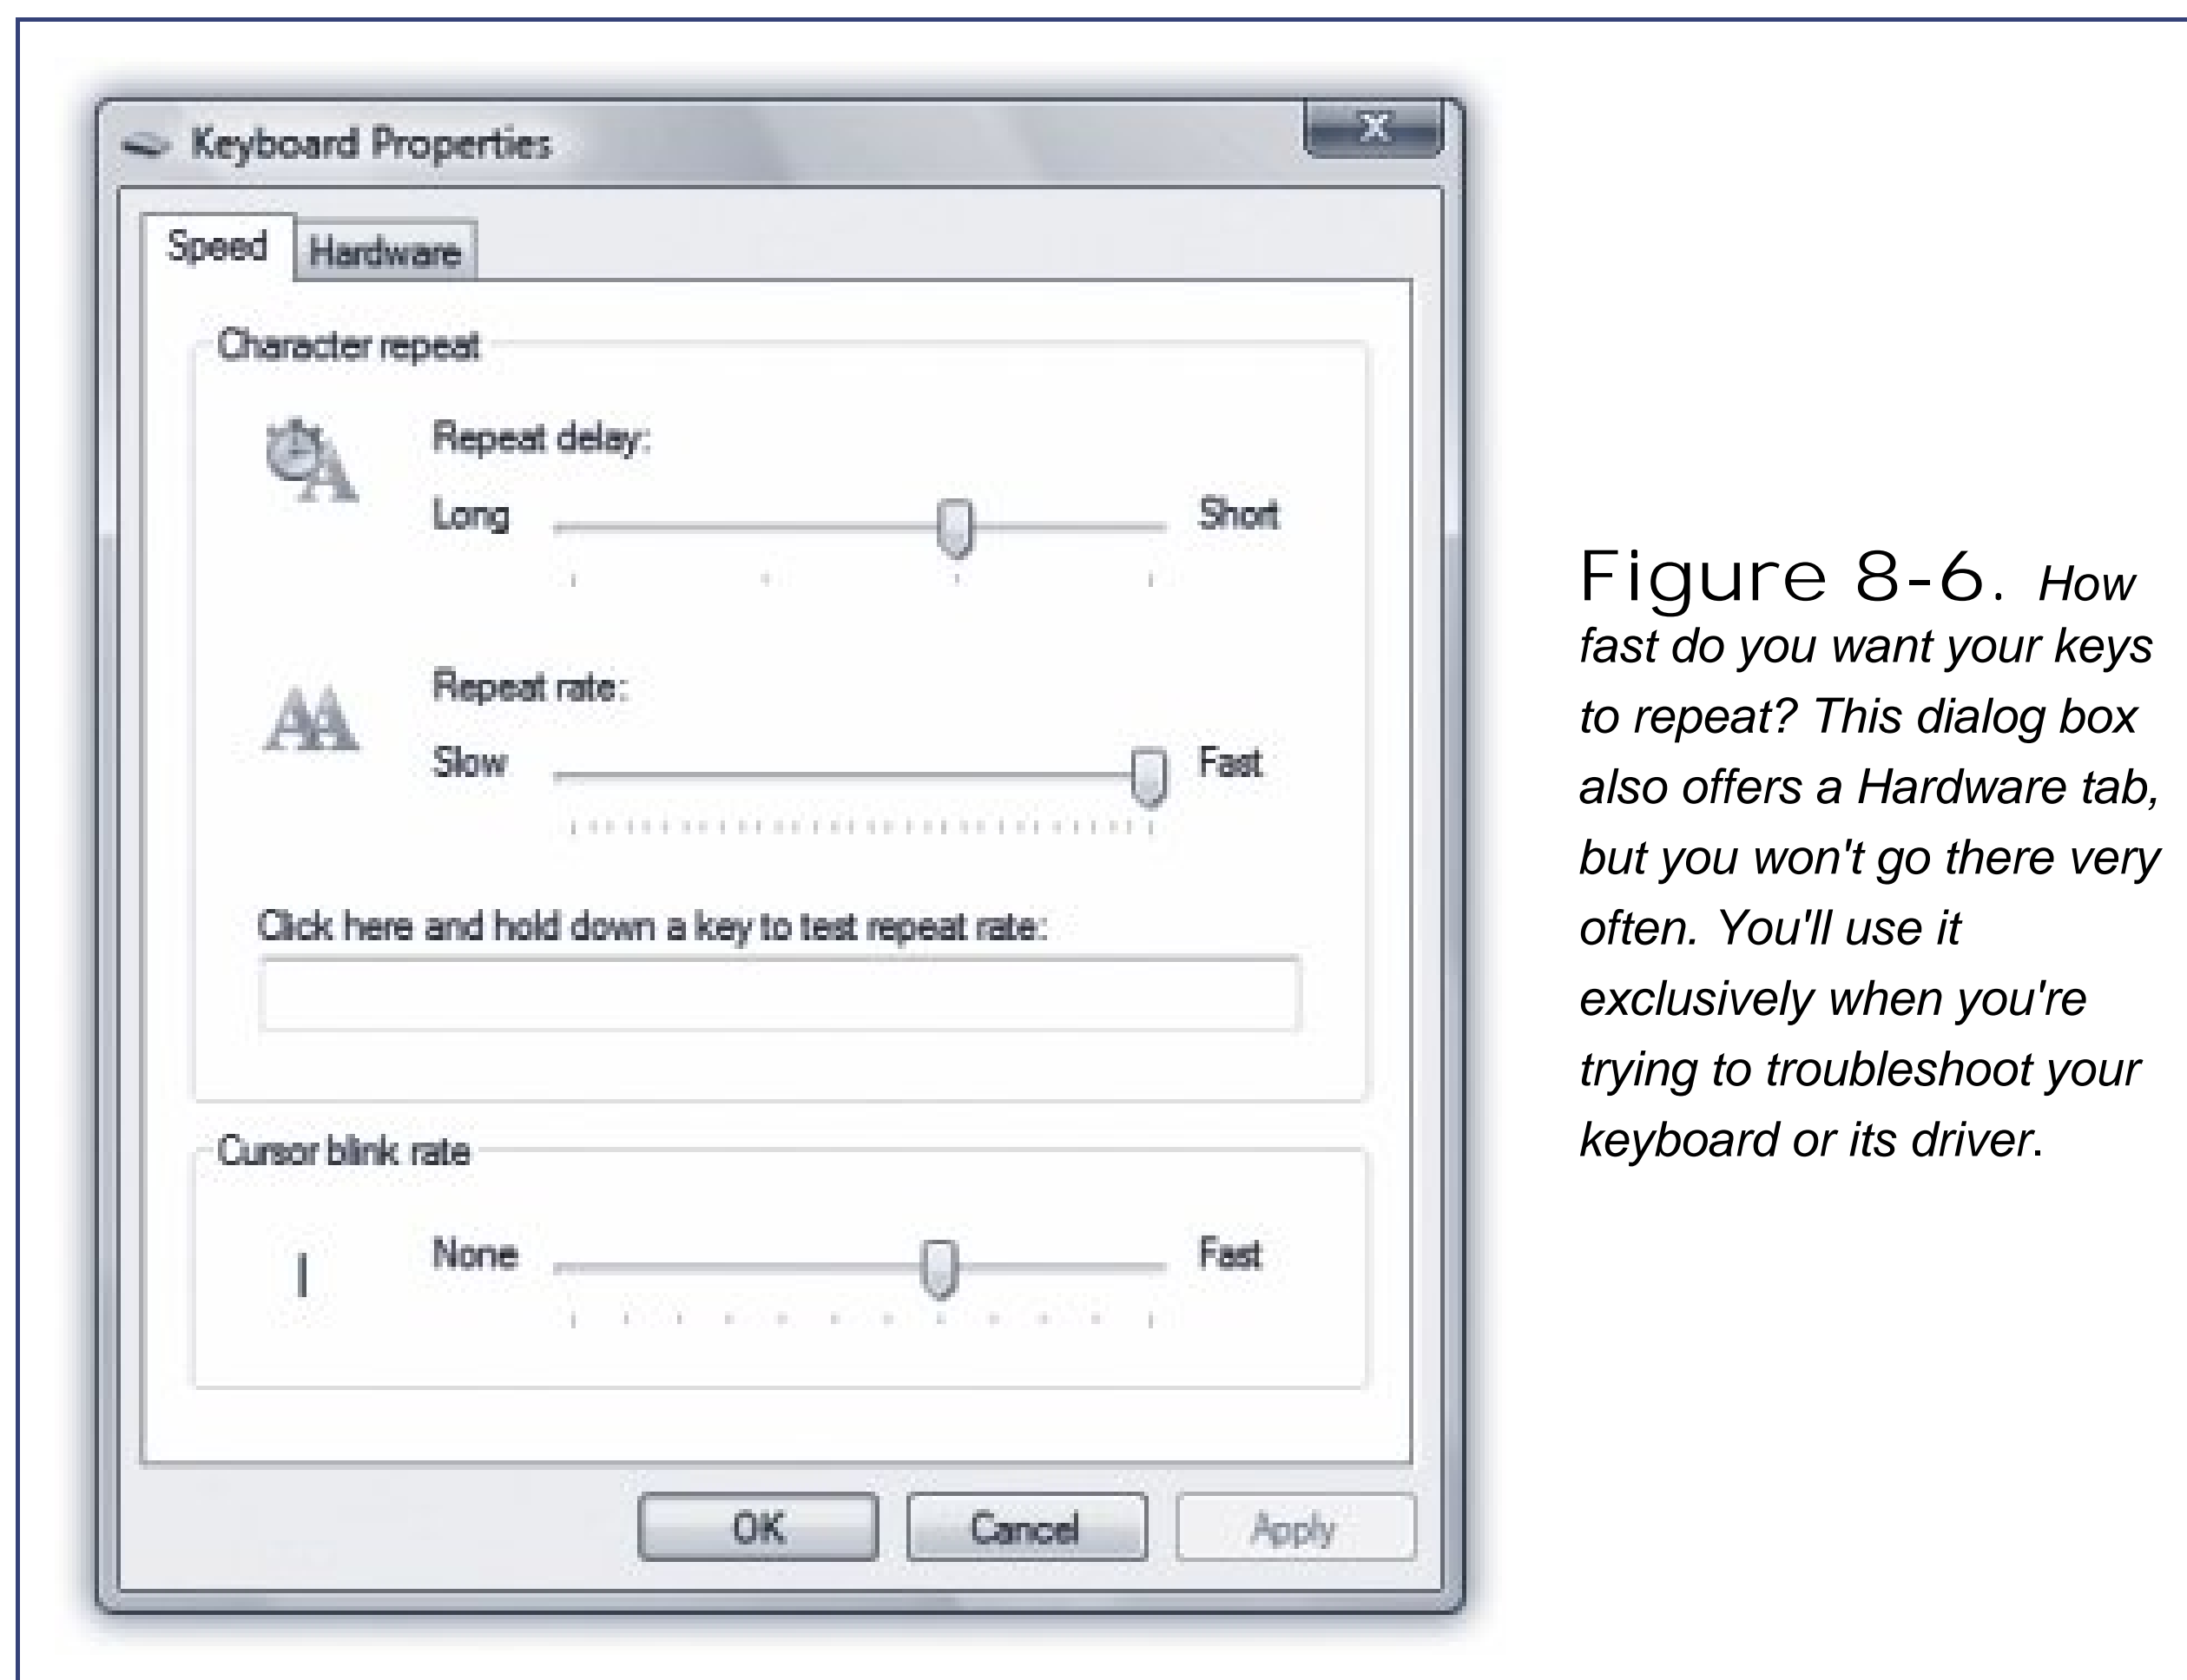 Keyboard Properties
Speed Hardware
Character repeat
Repeat delay:
Long Short
Repeat rate:
Slow Fast
Click here and hold down a key to test repeat rate:
Cursor blink rate
None Fast
OK Cancel Apply
Figure 8-6. How
fast do you want your keys
to repeat? This dialog box
also offers a Hardware tab,
but you won't go there very
often. You'll use it
exclusively when you're
trying to troubleshoot your
keyboard or its driver.